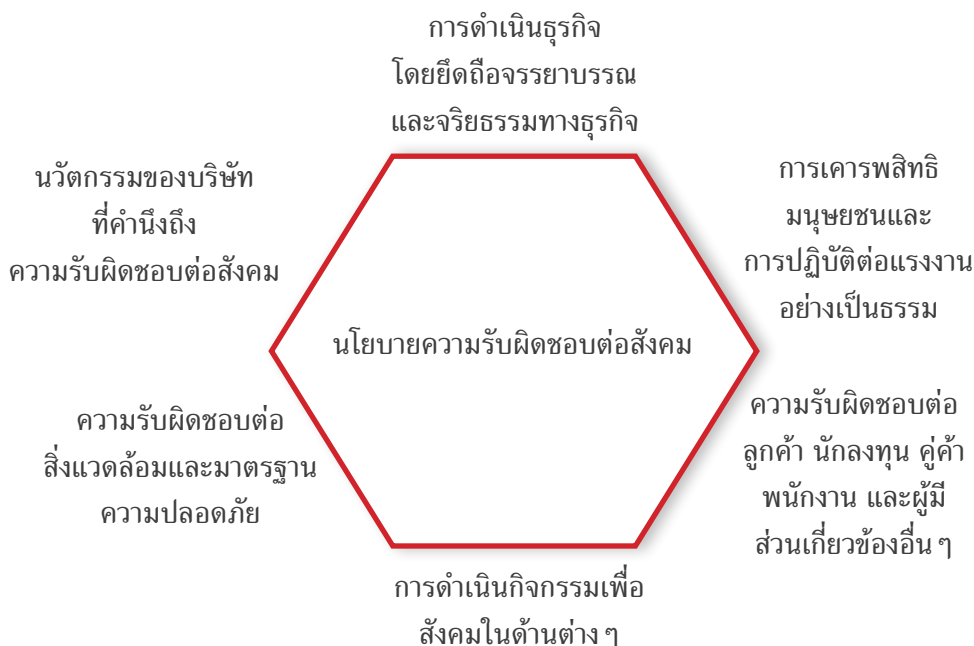 การดำเนินธุรกิจ
โดยยึดถือจรรยาบรรณ
และจริยธรรมทางธุรกิจ
การเคารพสิทธิ
มนุษยชนและ
การปฏิบัติต่อแรงงาน
อย่างเป็นธรรม
ความรับผิดชอบต่อ
ลูกค้า นักลงทุน คู่ค้า
พนักงาน และผู้มี
ส่วนเกี่ยวข้องอื่น ๆ
การดำเนินกิจกรรมเพื่อ
สังคมในด้านต่าง ๆ
ความรับผิดชอบต่อ
สิ่งแวดล้อมและมาตรฐาน
ความปลอดภัย
นวัตกรรมของบริษัท
ที่คำนึงถึง
ความรับผิดชอบต่อสังคม
นโยบายความรับผิดชอบต่อสังคม